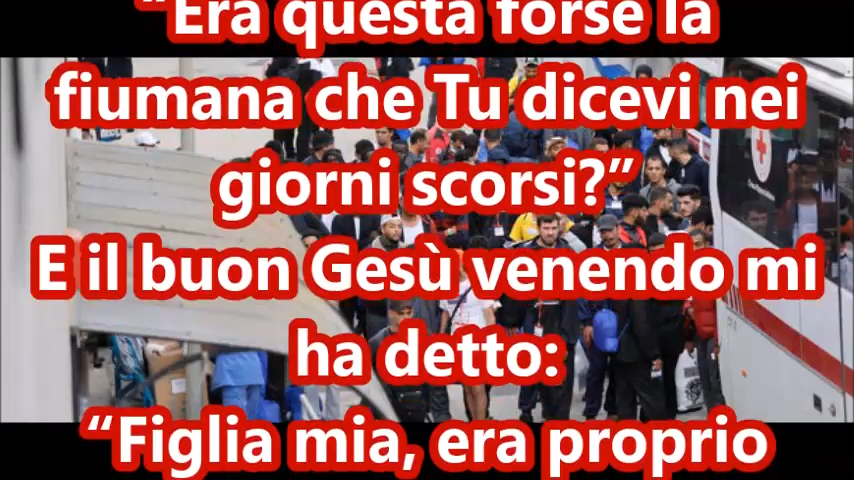 “Era questa forse la
fiumana che Tu dicevi nei
giorni scorsi?”
E il buon Gesù venendo mi
ha detto:
“Figlia mia, era proprio